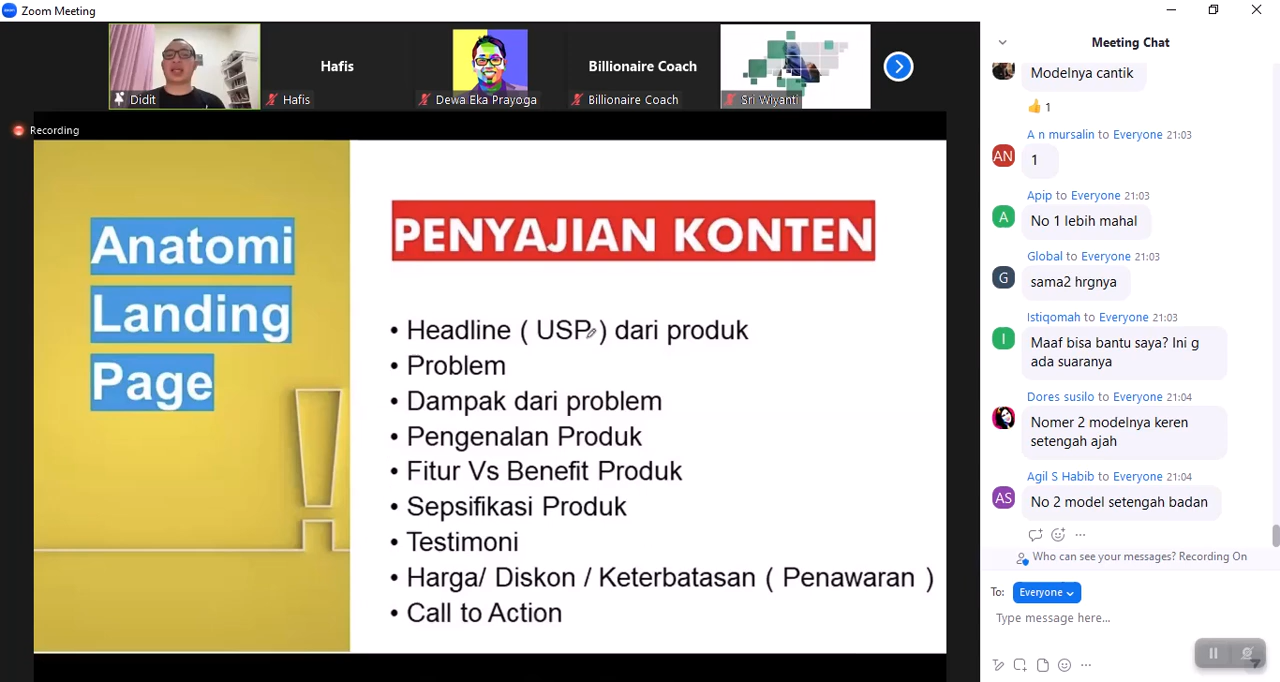 Zoom Meeting
Hafis
Billionaire Coach
Didit
Hafis
Dewa Eka Prayoga
Billionaire Coach
Sri Wiyanti
Recording
Anatomi
Landing
Page
PENYAJIAN KONTEN
• Headline ( USP ) dari produk
• Problem
• Dampak dari problem
• Pengenalan Produk
• Fitur Vs Benefit Produk
• Sepsifikasi Produk
• Testimoni
• Harga/ Diskon / Keterbatasan ( Penawaran )
• Call to Action
Meeting Chat
Modelnya cantik
👍 1
A n mursalin to Everyone 21:03
AN
1
Apip to Everyone 21:03
A
No 1 lebih mahal
Global to Everyone 21:03
G
sama2 hrgnya
Istiqomah to Everyone 21:03
I
Maaf bisa bantu saya? Ini g
ada suaranya
Dores susilo to Everyone 21:04
Nomer 2 modelnya keren
setengah ajah
Agil S Habib to Everyone 21:04
AS
No 2 model setengah badan
Who can see your messages? Recording On
To: Everyone
Type message here...